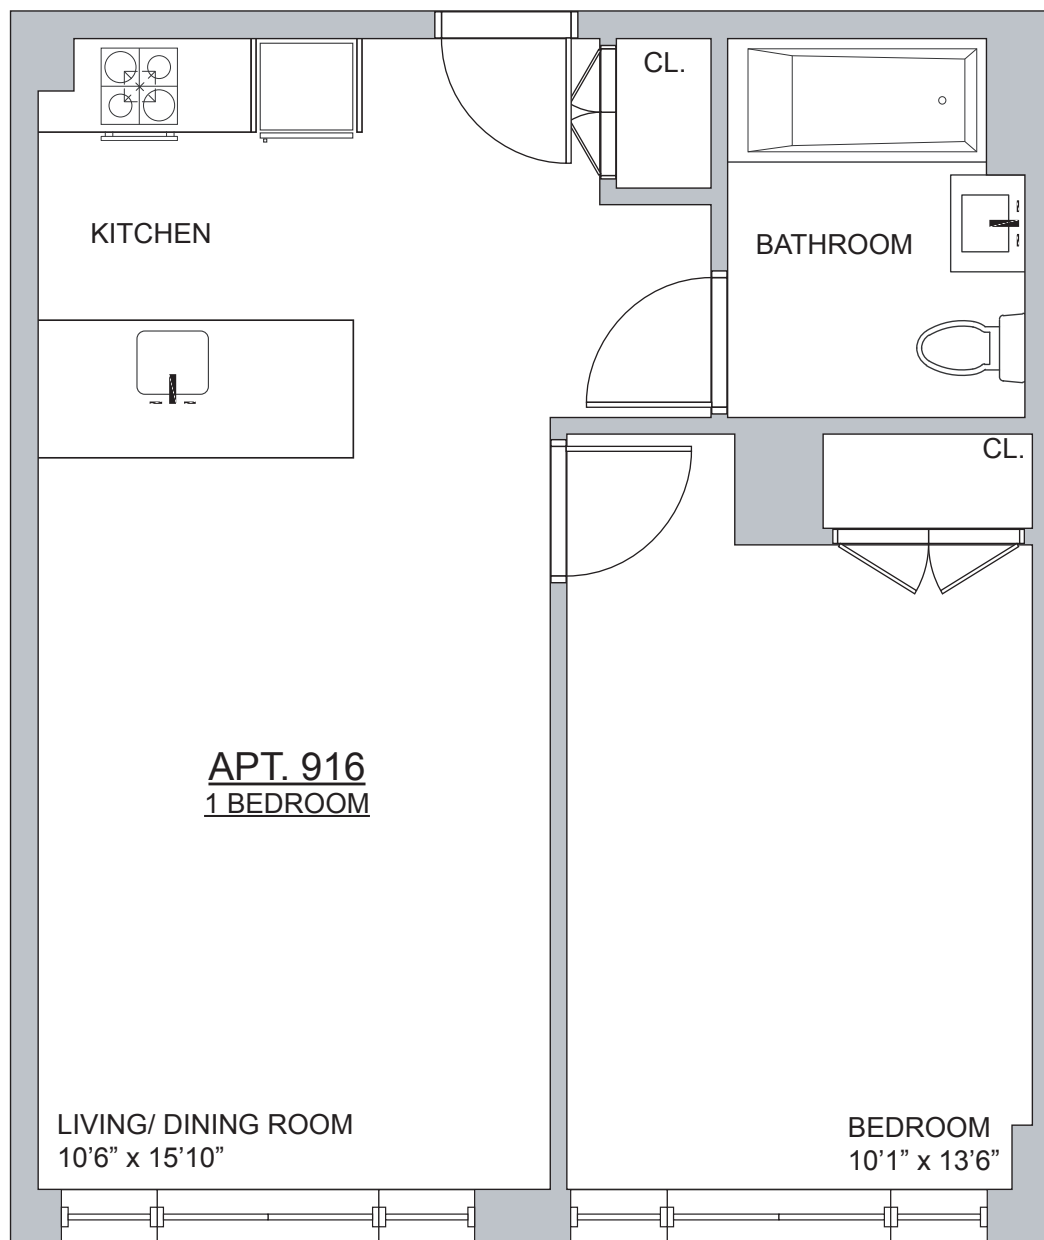 CL.
KITCHEN
BATHROOM
CL.
APT. 916
1 BEDROOM
LIVING/ DINING ROOM
10’6” x 15’10”
BEDROOM
10’1” x 13’6”